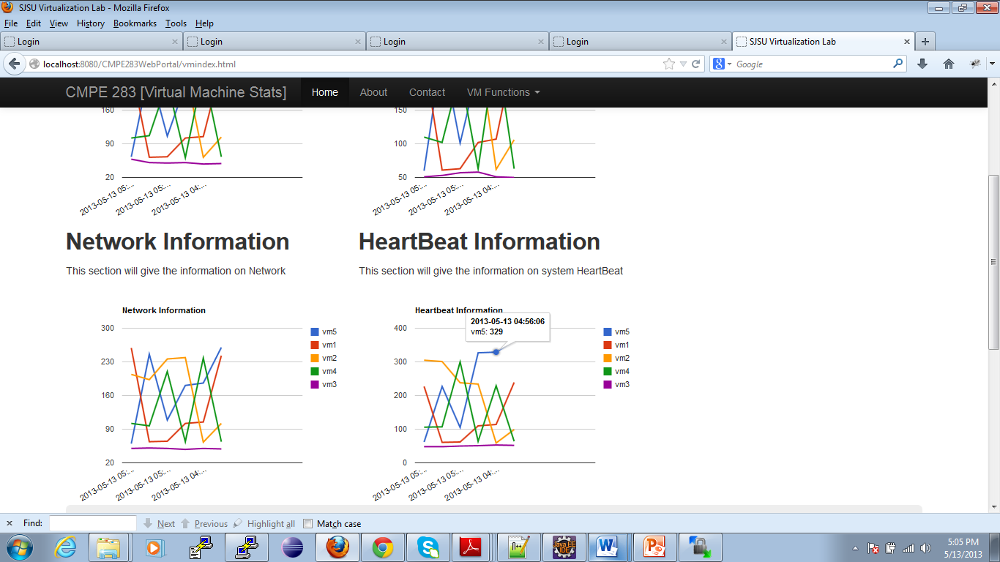 SJSU Virtualization Lab - Mozilla Firefox
File Edit View History Bookmarks Tools Help
Login Login Login Login SJSU Virtualization Lab
localhost:8080/CMPE283WebPortal/vmindex.html Google
CMPE 283 [Virtual Machine Stats] Home About Contact VM Functions
160
90
20
2013-05-13 05:... 2013-05-13 05:... 2013-05-13 04:...
150
100
50
2013-05-13 05:... 2013-05-13 05:... 2013-05-13 04:...
Network Information
This section will give the information on Network
HeartBeat Information
This section will give the information on system HeartBeat
Network Information
300
230
160
90
20
2013-05-13 05:... 2013-05-13 05:... 2013-05-13 04:...
vm5
vm1
vm2
vm4
vm3
Heartbeat Information
2013-05-13 04:56:06
vm5: 329
400
300
200
100
0
2013-05-13 05:... 2013-05-13 05:... 2013-05-13 04:...
vm5
vm1
vm2
vm4
vm3
Find: Next Previous Highlight all Match case
Java EE
IDE
5:05 PM
5/13/2013